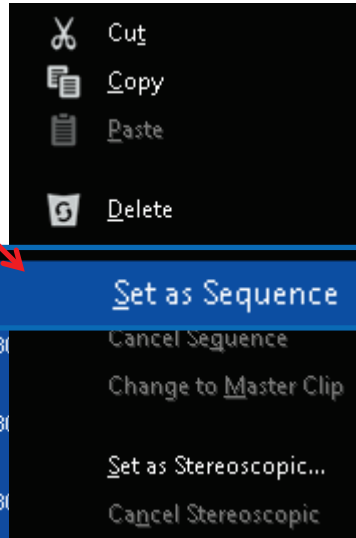 Cut
Copy
Paste
Delete
Set as Sequence
Cancel Sequence
Change to Master Clip
Set as Stereoscopic...
Cancel Stereoscopic